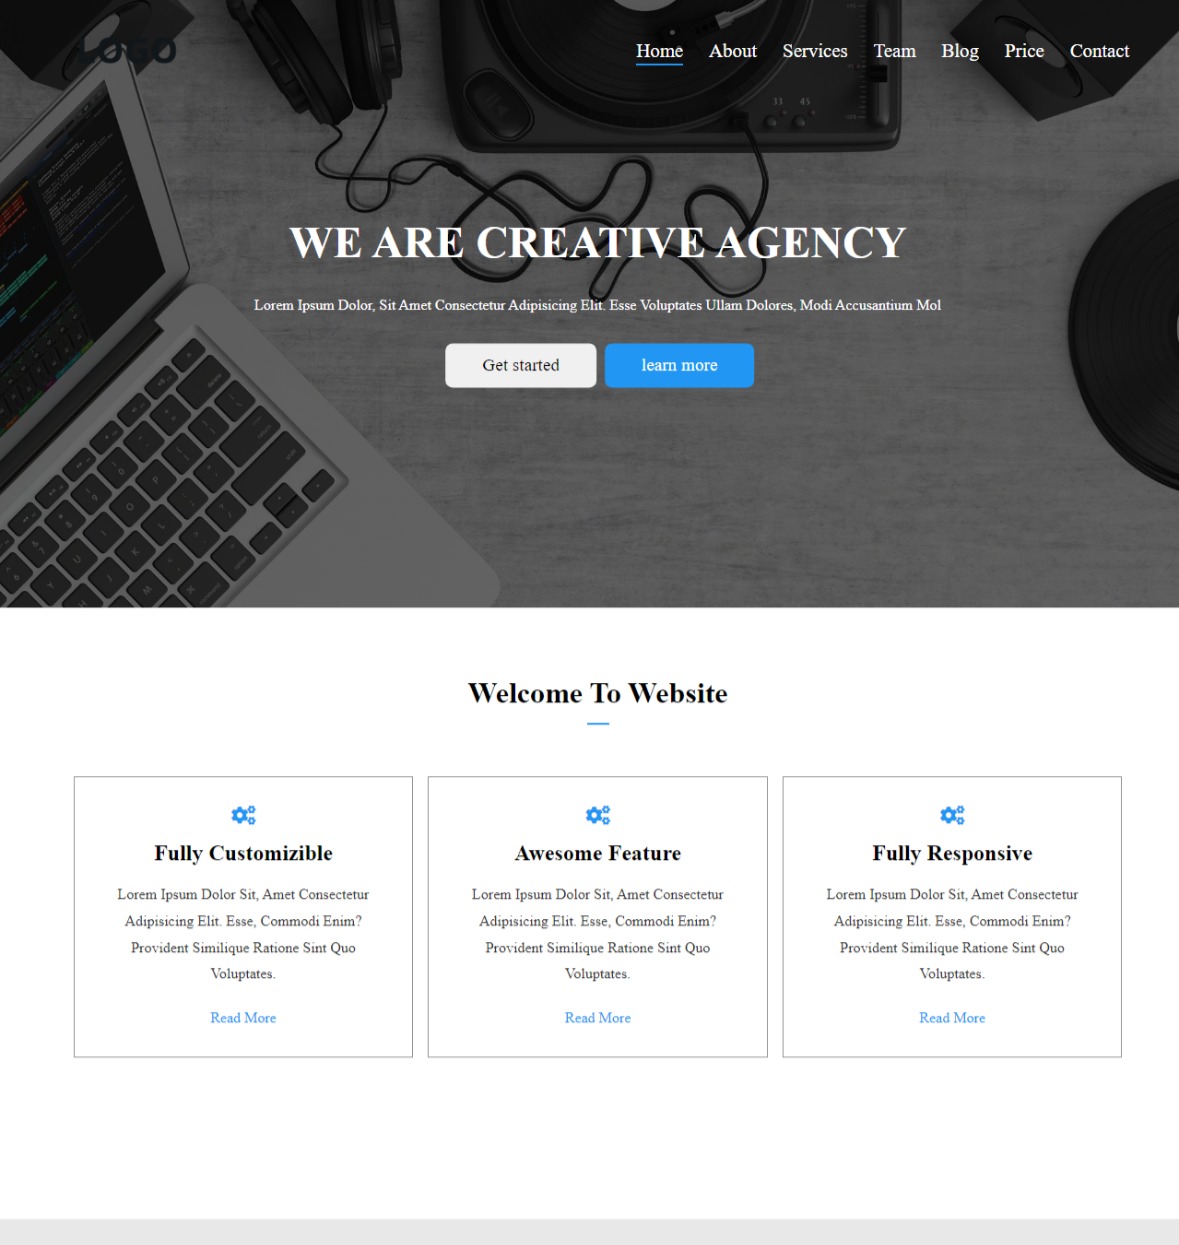 LOGO
Home About Services Team Blog Price Contact
33 45
WE ARE CREATIVE AGENCY
Lorem Ipsum Dolor, Sit Amet Consectetur Adipisicing Elit. Esse Voluptates Ullam Dolores, Modi Accusantium Mol
Get started learn more
Welcome To Website
Fully Customizible
Lorem Ipsum Dolor Sit, Amet Consectetur
Adipisicing Elit. Esse, Commodi Enim?
Provident Similique Ratione Sint Quo
Voluptates.
Read More
Awesome Feature
Lorem Ipsum Dolor Sit, Amet Consectetur
Adipisicing Elit. Esse, Commodi Enim?
Provident Similique Ratione Sint Quo
Voluptates.
Read More
Fully Responsive
Lorem Ipsum Dolor Sit, Amet Consectetur
Adipisicing Elit. Esse, Commodi Enim?
Provident Similique Ratione Sint Quo
Voluptates.
Read More